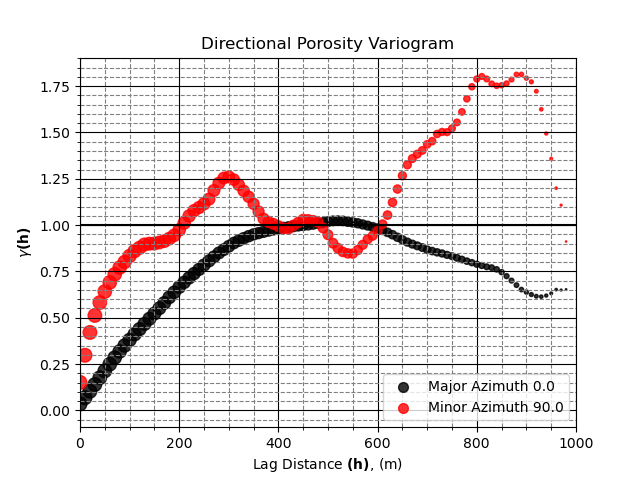 Directional Porosity Variogram
γ(h)
1.75
1.50
1.25
1.00
0.75
0.50
0.25
0.00
Major Azimuth 0.0
Minor Azimuth 90.0
0 200 400 600 800 1000
Lag Distance (h), (m)